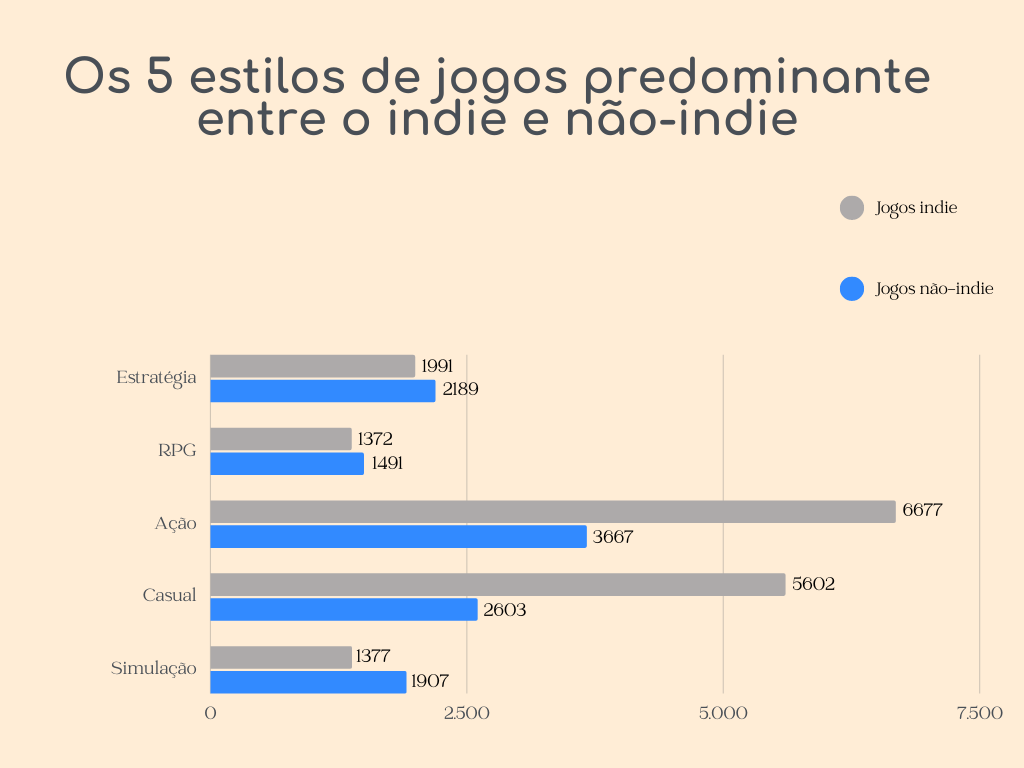 Os 5 estilos de jogos predominante
entre o indie e não-indie
Jogos indie
Jogos não-indie
Estratégia
1991
2189
RPG
1372
1491
Ação
6677
3667
Casual
5602
2603
Simulação
1377
1907
0 2.500 5.000 7.500